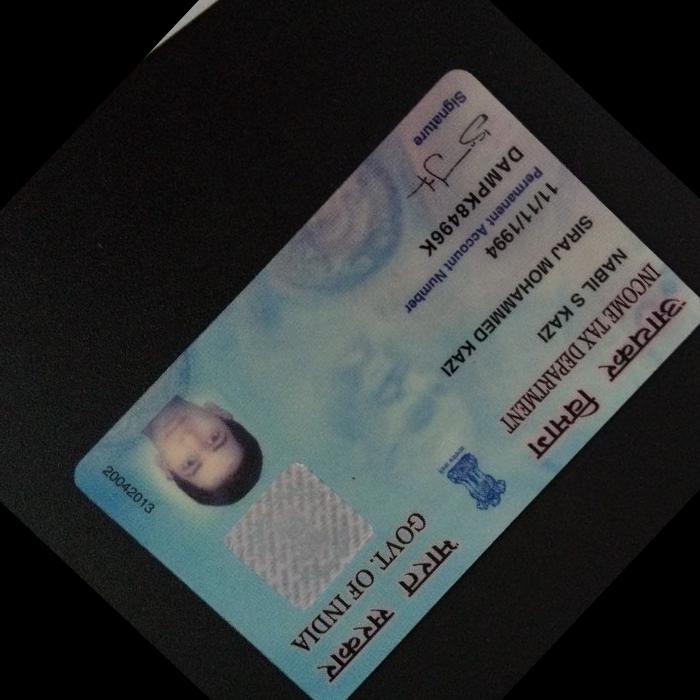 आयकर विभाग
INCOME TAX DEPARTMENT
भारत सरकार
GOVT. OF INDIA
NABIL S KAZI
SIRAJ MOHAMMED KAZI
11/11/1994
Permanent Account Number
DAMPK8496K
Signature
20042013